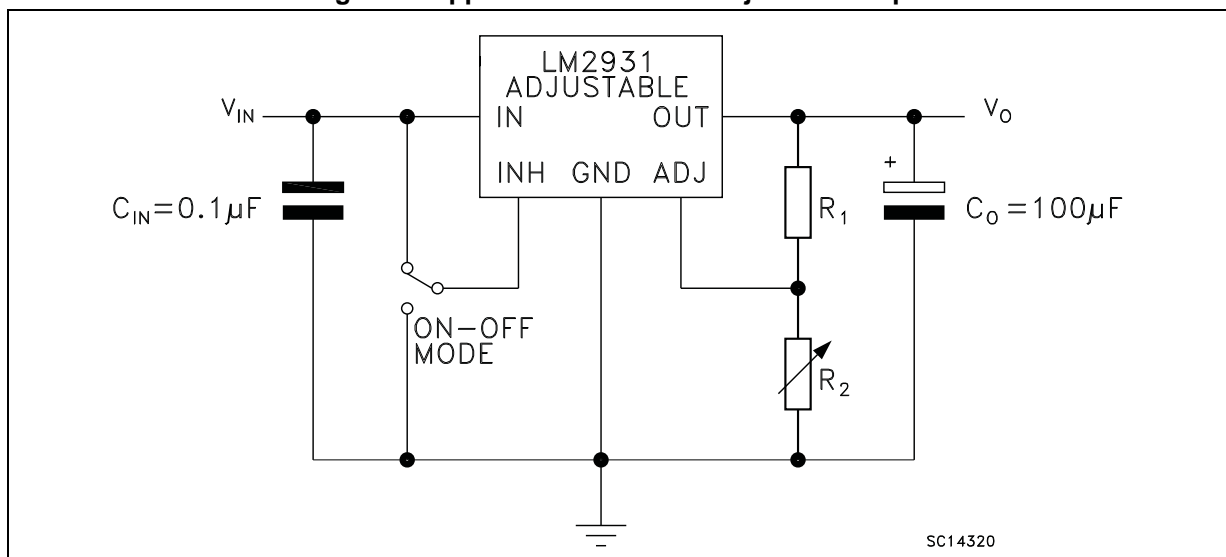 LM2931
ADJUSTABLE
IN OUT
INH GND ADJ
V_IN
V_O
C_IN=0.1µF
+
R_1
C_O=100µF
ON-OFF
MODE
R_2
SC14320